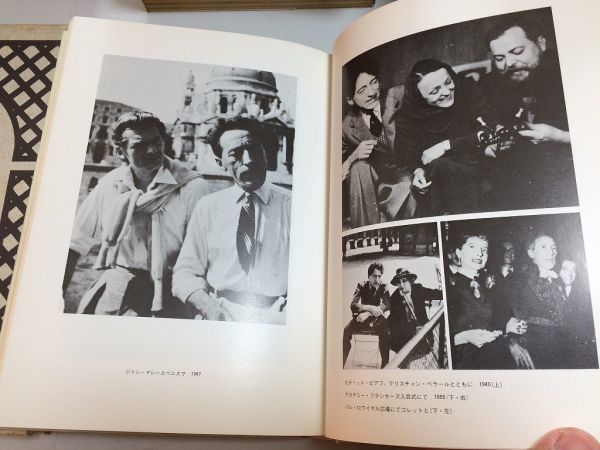 ジャン・マレーとベニスで 1947
エディット・ピアフ、クリスチャン・ベラールとともに 1940(上)
アカデミー・フランセーズ入会式にて 1955(下・右)
パレ・ロワイヤル広場にてコレットと(下・左)